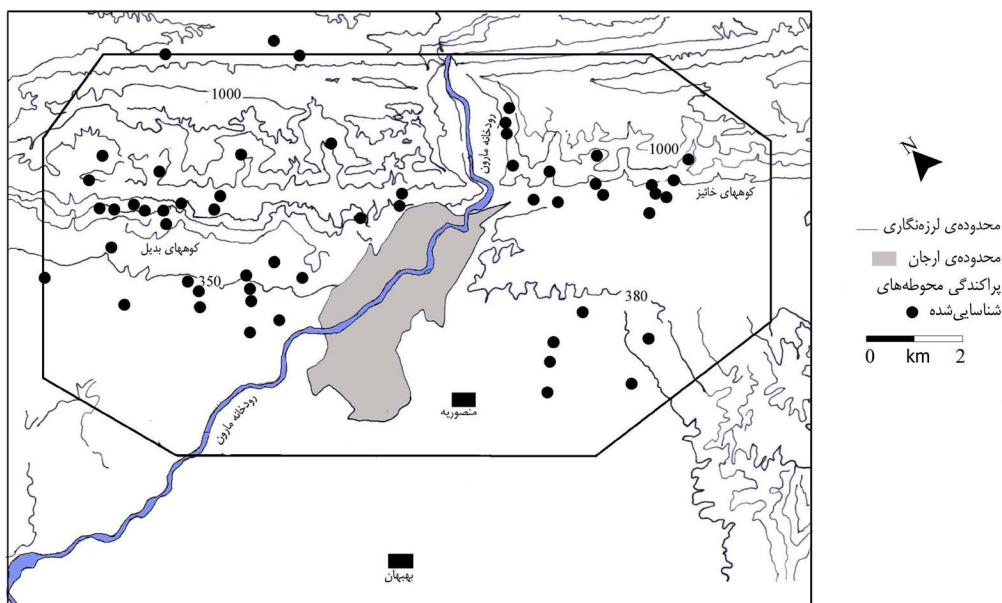 1000
رودخانه مارون
1000
کوههای خائیز
کوههای بدیل
350
380
منصوریه
رودخانه مارون
بهبهان
N
محدوده‌ی لرزه‌نگاری
محدوده‌ی ارجان
پراکندگی محوطه‌های
شناسایی‌شده
0 km 2